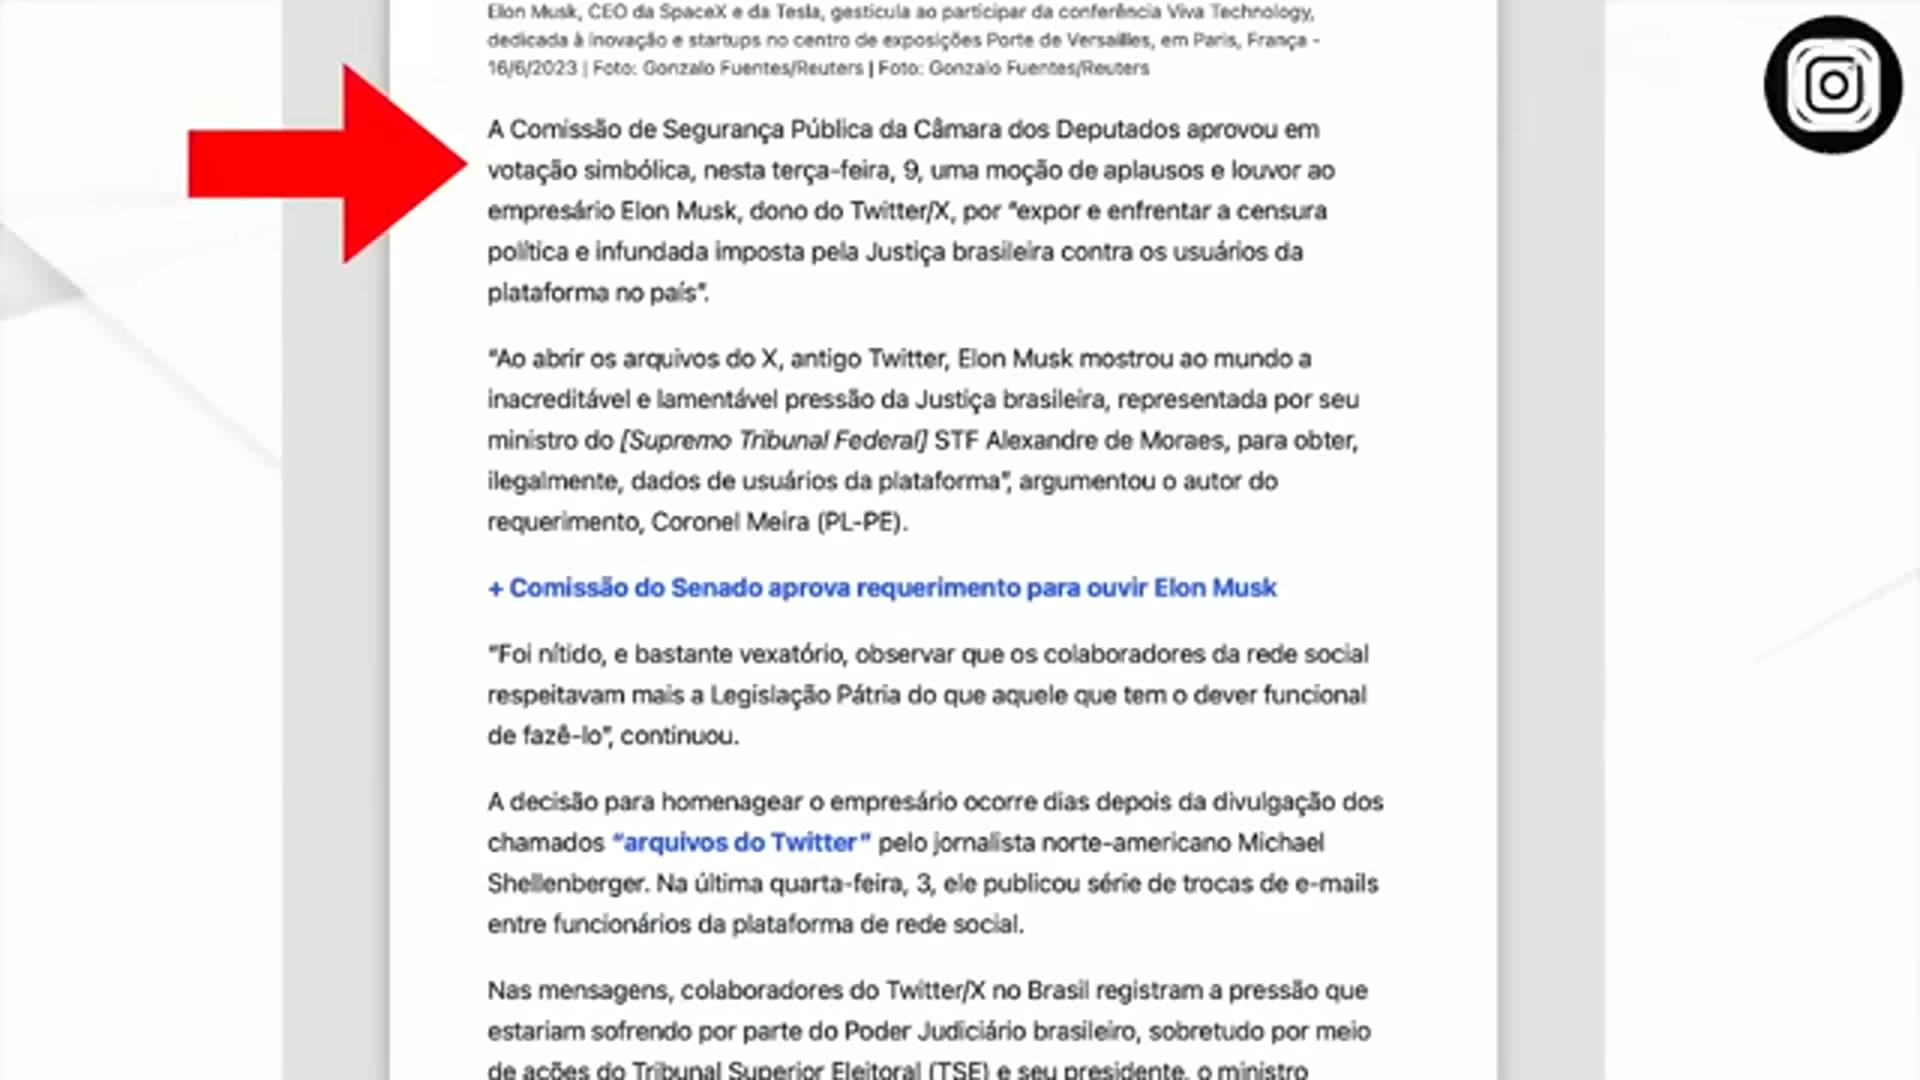 Elon Musk, CEO da SpaceX e da Tesla, gesticula ao participar da conferência Viva Technology,
dedicada à inovação e startups no centro de exposições Porte de Versailles, em Paris, França -
16/6/2023 | Foto: Gonzalo Fuentes/Reuters | Foto: Gonzalo Fuentes/Reuters
A Comissão de Segurança Pública da Câmara dos Deputados aprovou em
votação simbólica, nesta terça-feira, 9, uma moção de aplausos e louvor ao
empresário Elon Musk, dono do Twitter/X, por “expor e enfrentar a censura
política e infundada imposta pela Justiça brasileira contra os usuários da
plataforma no país”.
“Ao abrir os arquivos do X, antigo Twitter, Elon Musk mostrou ao mundo a
inacreditável e lamentável pressão da Justiça brasileira, representada por seu
ministro do [Supremo Tribunal Federal] STF Alexandre de Moraes, para obter,
ilegalmente, dados de usuários da plataforma”, argumentou o autor do
requerimento, Coronel Meira (PL-PE).
+ Comissão do Senado aprova requerimento para ouvir Elon Musk
“Foi nítido, e bastante vexatório, observar que os colaboradores da rede social
respeitavam mais a Legislação Pátria do que aquele que tem o dever funcional
de fazê-lo”, continuou.
A decisão para homenagear o empresário ocorre dias depois da divulgação dos
chamados “arquivos do Twitter” pelo jornalista norte-americano Michael
Shellenberger. Na última quarta-feira, 3, ele publicou série de trocas de e-mails
entre funcionários da plataforma de rede social.
Nas mensagens, colaboradores do Twitter/X no Brasil registram a pressão que
estariam sofrendo por parte do Poder Judiciário brasileiro, sobretudo por meio
de ações do Tribunal Superior Eleitoral (TSE) e seu presidente, o ministro